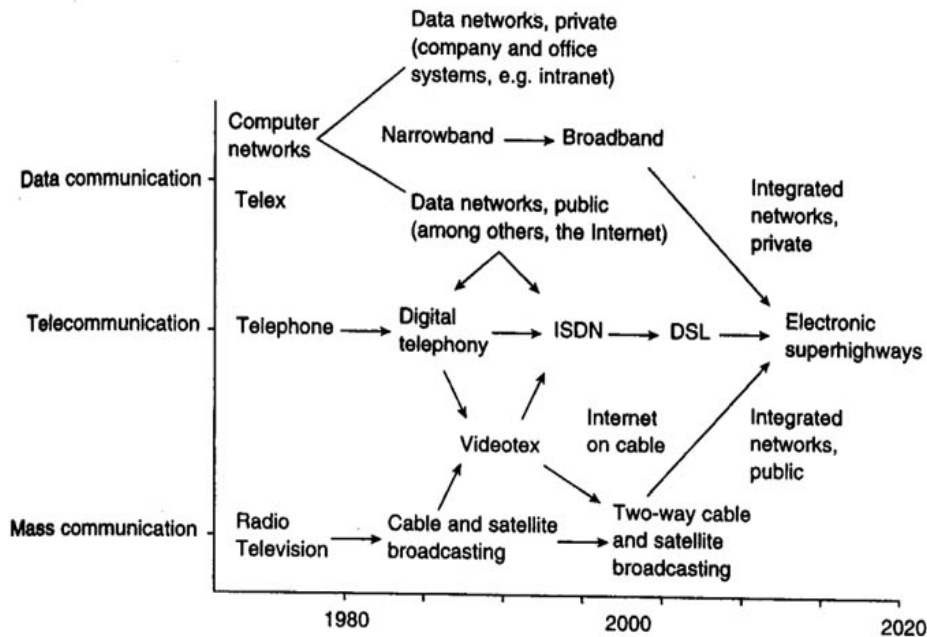 Data networks, private
(company and office
systems, e.g. intranet)
Computer
networks
Narrowband
Broadband
Data communication
Telex
Data networks, public
(among others, the Internet)
Integrated
networks,
private
Telecommunication
Telephone
Digital
telephony
ISDN
DSL
Electronic
superhighways
Videotex
Internet
on cable
Integrated
networks,
public
Mass communication
Radio
Television
Cable and satellite
broadcasting
Two-way cable
and satellite
broadcasting
1980
2000
2020